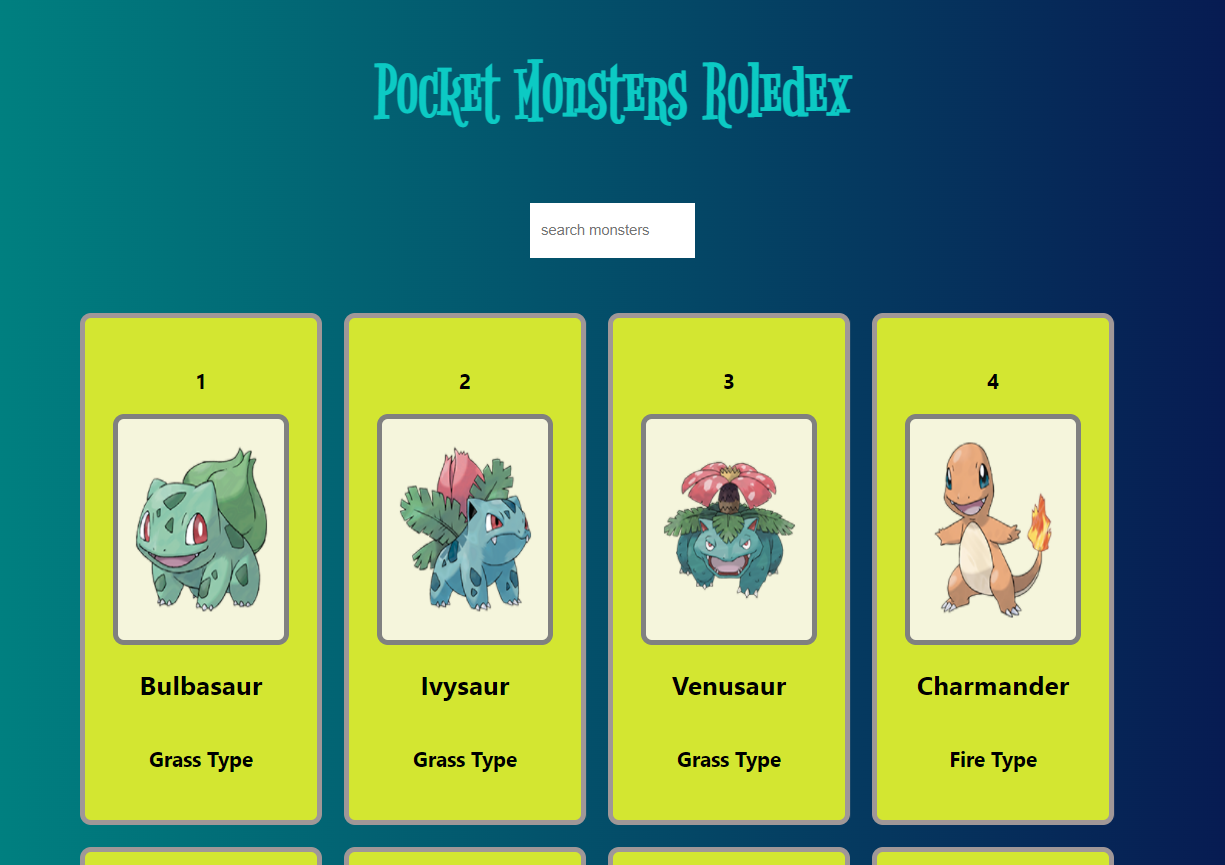 Pocket Monsters Roledex
search monsters
1
2
3
4
Bulbasaur
Ivysaur
Venusaur
Charmander
Grass Type
Grass Type
Grass Type
Fire Type